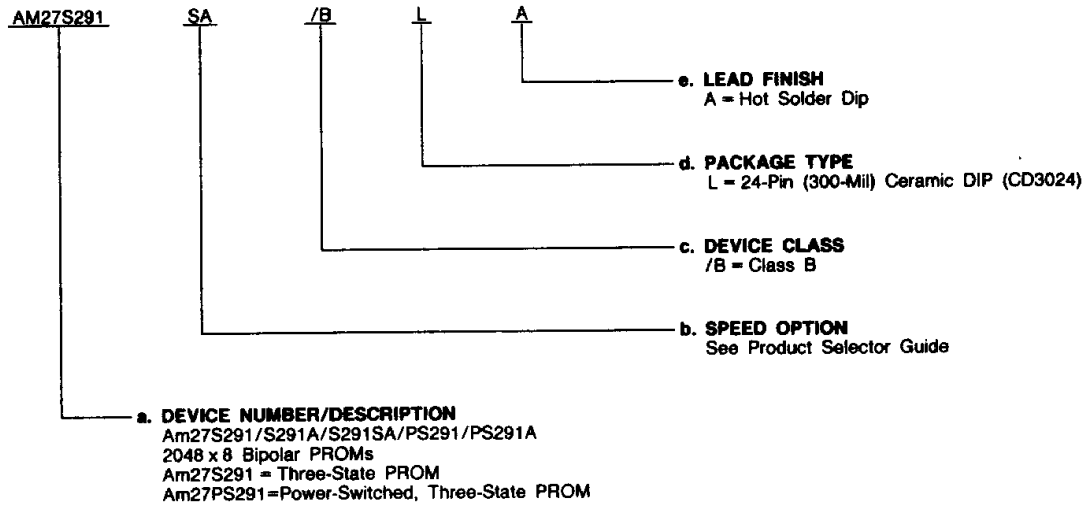 AM27S291 SA /B L A
e. LEAD FINISH
A = Hot Solder Dip
d. PACKAGE TYPE
L = 24-Pin (300-Mil) Ceramic DIP (CD3024)
c. DEVICE CLASS
/B = Class B
b. SPEED OPTION
See Product Selector Guide
a. DEVICE NUMBER/DESCRIPTION
Am27S291/S291A/S291SA/PS291/PS291A
2048 x 8 Bipolar PROMs
Am27S291 = Three-State PROM
Am27PS291=Power-Switched, Three-State PROM